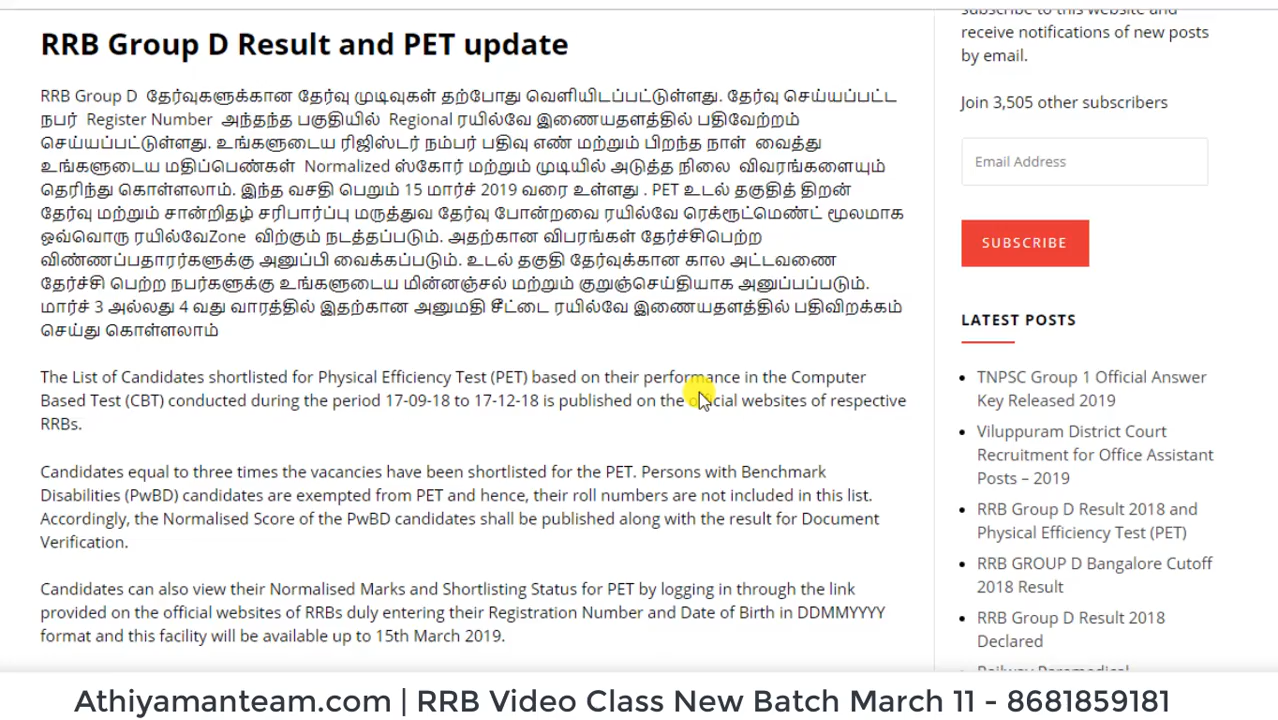 subscribe to this website and
receive notifications of new posts
by email.
RRB Group D Result and PET update
RRB Group D தேர்வுகளுக்கான தேர்வு முடிவுகள் தற்போது வெளியிடப்பட்டுள்ளது. தேர்வு செய்யப்பட்ட
நபர் Register Number அந்தந்த பகுதியில் Regional ரயில்வே இணையதளத்தில் பதிவேற்றம்
செய்யப்பட்டுள்ளது. உங்களுடைய ரிஜிஸ்டர் நம்பர் பதிவு எண் மற்றும் பிறந்த நாள் வைத்து
உங்களுடைய மதிப்பெண்கள் Normalized ஸ்கோர் மற்றும் முடியில் அடுத்த நிலை விவரங்களையும்
தெரிந்து கொள்ளலாம். இந்த வசதி பெறும் 15 மார்ச் 2019 வரை உள்ளது . PET உடல் தகுதித் திறன்
தேர்வு மற்றும் சான்றிதழ் சரிபார்ப்பு மருத்துவ தேர்வு போன்றவை ரயில்வே ரெக்ரூட்மெண்ட் மூலமாக
ஒவ்வொரு ரயில்வேZone விற்கும் நடத்தப்படும். அதற்கான விபரங்கள் தேர்ச்சிபெற்ற
விண்ணப்பதாரர்களுக்கு அனுப்பி வைக்கப்படும். உடல் தகுதி தேர்வுக்கான கால அட்டவணை
தேர்ச்சி பெற்ற நபர்களுக்கு உங்களுடைய மின்னஞ்சல் மற்றும் குறுஞ்செய்தியாக அனுப்பப்படும்.
மார்ச் 3 அல்லது 4 வது வாரத்தில் இதற்கான அனுமதி சீட்டை ரயில்வே இணையதளத்தில் பதிவிறக்கம்
செய்து கொள்ளலாம்
The List of Candidates shortlisted for Physical Efficiency Test (PET) based on their performance in the Computer
Based Test (CBT) conducted during the period 17-09-18 to 17-12-18 is published on the official websites of respective
RRBs.
Candidates equal to three times the vacancies have been shortlisted for the PET. Persons with Benchmark
Disabilities (PwBD) candidates are exempted from PET and hence, their roll numbers are not included in this list.
Accordingly, the Normalised Score of the PwBD candidates shall be published along with the result for Document
Verification.
Candidates can also view their Normalised Marks and Shortlisting Status for PET by logging in through the link
provided on the official websites of RRBs duly entering their Registration Number and Date of Birth in DDMMYYYY
format and this facility will be available up to 15th March 2019.
Join 3,505 other subscribers
Email Address
SUBSCRIBE
LATEST POSTS
TNPSC Group 1 Official Answer
Key Released 2019
Viluppuram District Court
Recruitment for Office Assistant
Posts – 2019
RRB Group D Result 2018 and
Physical Efficiency Test (PET)
RRB GROUP D Bangalore Cutoff
2018 Result
RRB Group D Result 2018
Declared
Railway Paramedical
Athiyamanteam.com | RRB Video Class New Batch March 11 - 8681859181